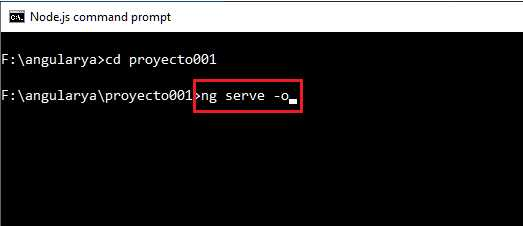 Node.js command prompt
F:\angularya>cd proyecto001
F:\angularya\proyecto001>ng serve -o